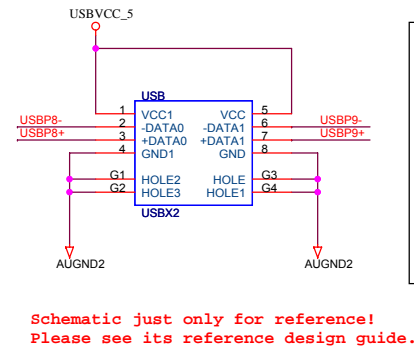 USBVCC_5
USB
1 VCC1 VCC 5
USBP8- 2 -DATA0 -DATA1 6 USBP9-
USBP8+ 3 +DATA0 +DATA1 7 USBP9+
4 GND1 GND 8
G1 HOLE2 HOLE G3
G2 HOLE3 HOLE1 G4
USBX2
AUGND2 AUGND2
Schematic just only for reference!
Please see its reference design guide.